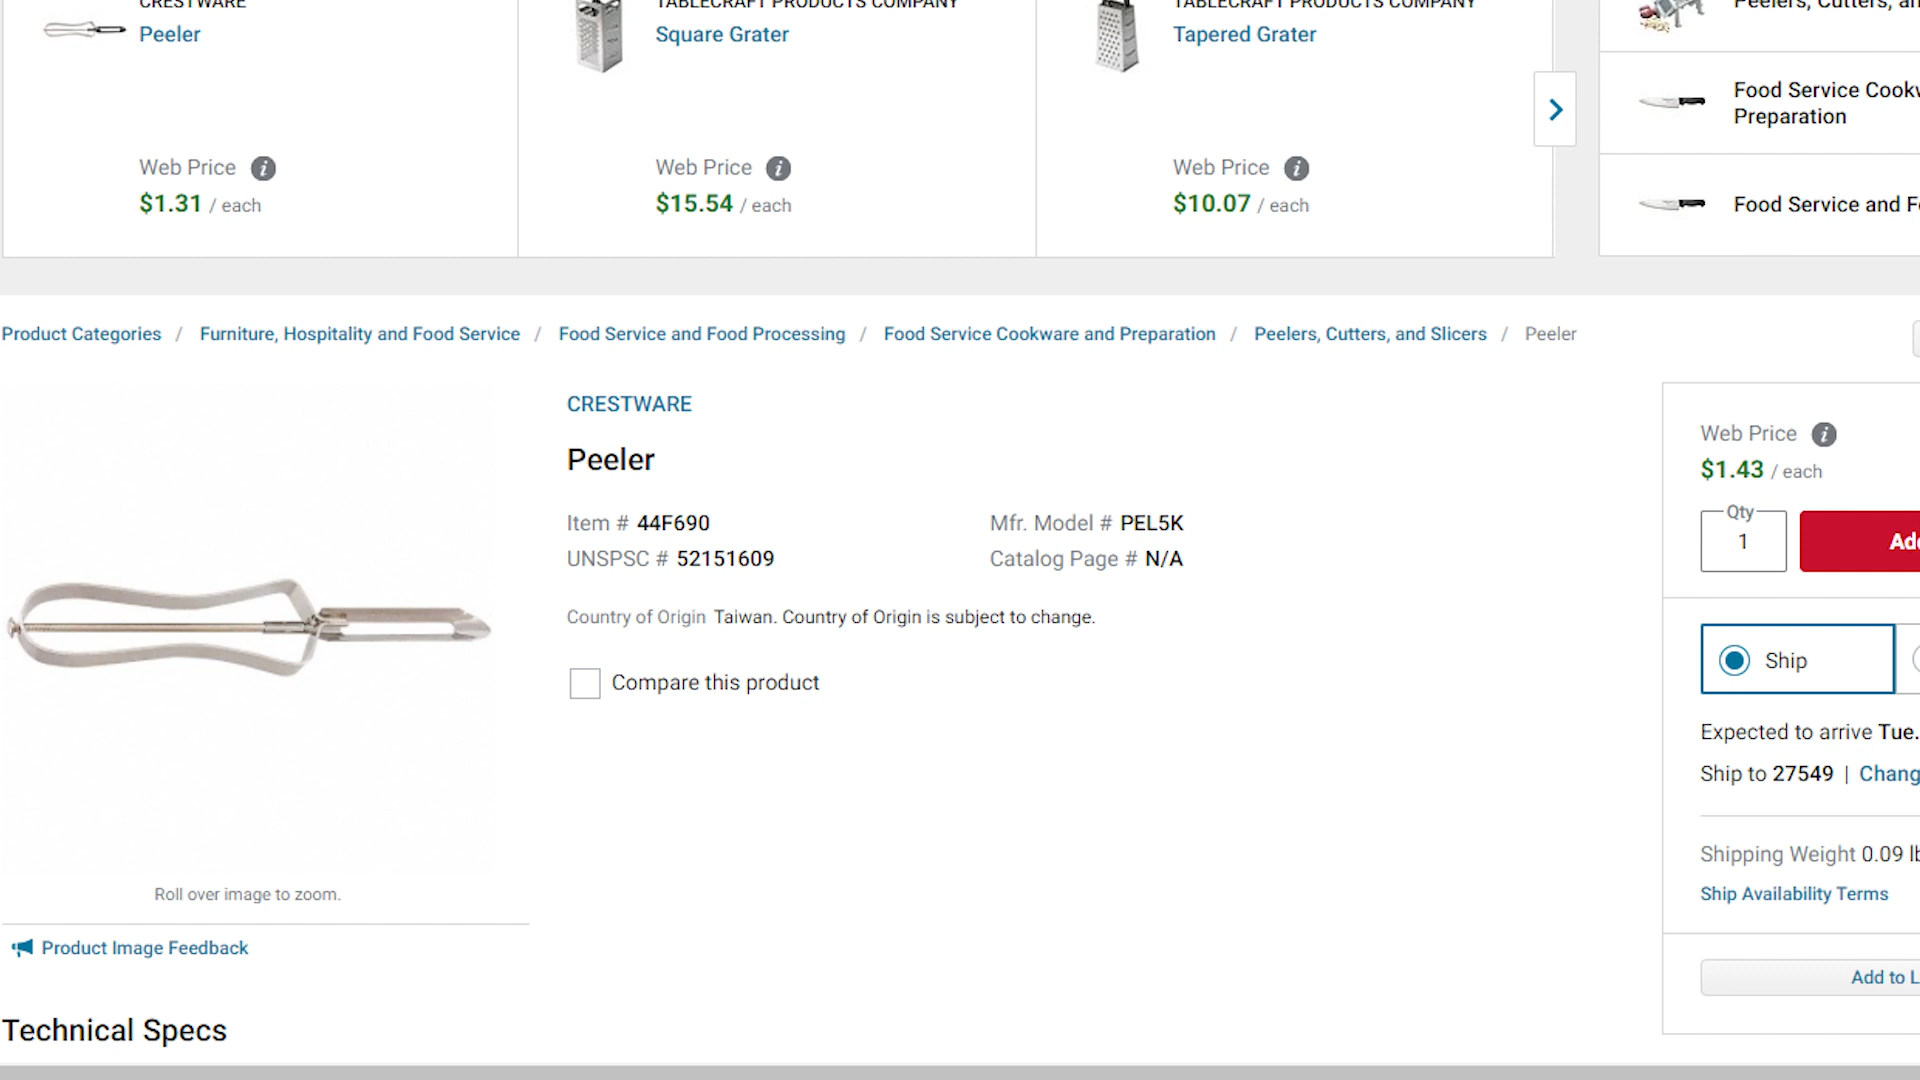 CRESTWARE
Peeler
Web Price
$1.31 / each
TABLECRAFT PRODUCTS COMPANY
Square Grater
Web Price
$15.54 / each
TABLECRAFT PRODUCTS COMPANY
Tapered Grater
Web Price
$10.07 / each
Peelers, Cutters,
Food Service
Preparation
Food Service and
Product Categories / Furniture, Hospitality and Food Service / Food Service and Food Processing / Food Service Cookware and Preparation / Peelers, Cutters, and Slicers / Peeler
Roll over image to zoom.
Product Image Feedback
CRESTWARE
Peeler
Item # 44F690
Mfr. Model # PEL5K
UNSPSC # 52151609
Catalog Page # N/A
Country of Origin Taiwan. Country of Origin is subject to change.
Compare this product
Web Price
$1.43 / each
Qty
1
Ship
Expected to arrive Tue.
Ship to 27549 |
Shipping Weight 0.09
Ship Availability Terms
Add to
Technical Specs